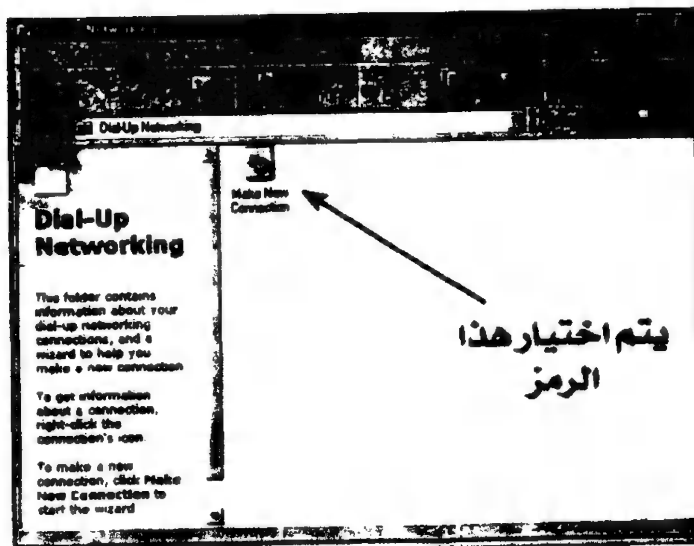 Networking
Dial-Up Networking
Make New
Connection
Dial-Up
Networking
This folder contains
information about your
dial-up networking
connections, and a
wizard to help you
make a new connection
To get information
about a connection,
right-click the
connection's icon.
To make a new
connection, click Make
New Connection to
start the wizard
يتم اختيار هذا
الرمز